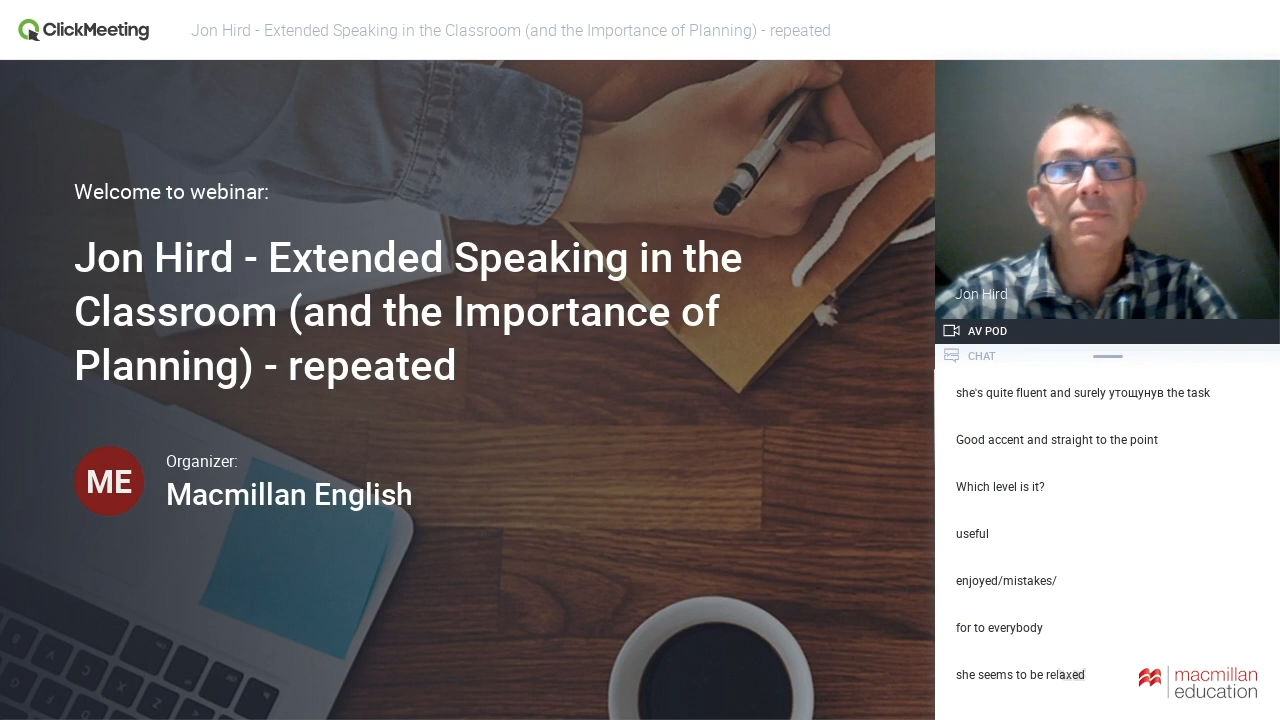 ClickMeeting
Jon Hird - Extended Speaking in the Classroom (and the Importance of Planning) - repeated
Welcome to webinar:
Jon Hird - Extended Speaking in the
Classroom (and the Importance of
Planning) - repeated
ME
Organizer:
Macmillan English
Jon Hird
AV POD
CHAT
she's quite fluent and surely утощунув the task
Good accent and straight to the point
Which level is it?
useful
enjoyed/mistakes/
for to everybody
she seems to be relaxed
macmillan
education